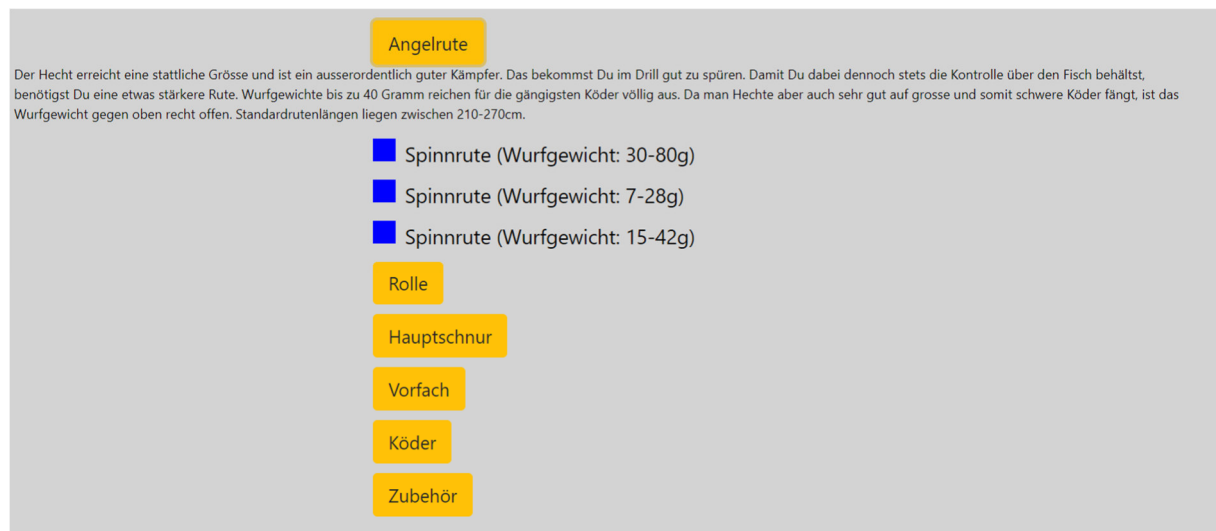 Angelrute
Der Hecht erreicht eine stattliche Grösse und ist ein ausserordentlich guter Kämpfer. Das bekommst Du im Drill gut zu spüren. Damit Du dabei dennoch stets die Kontrolle über den Fisch behältst,
benötigst Du eine etwas stärkere Rute. Wurfgewichte bis zu 40 Gramm reichen für die gängigsten Köder völlig aus. Da man Hechte aber auch sehr gut auf grosse und somit schwere Köder fängt, ist das
Wurfgewicht gegen oben recht offen. Standardrutenlängen liegen zwischen 210-270cm.
Spinnrute (Wurfgewicht: 30-80g)
Spinnrute (Wurfgewicht: 7-28g)
Spinnrute (Wurfgewicht: 15-42g)
Rolle
Hauptschnur
Vorfach
Köder
Zubehör